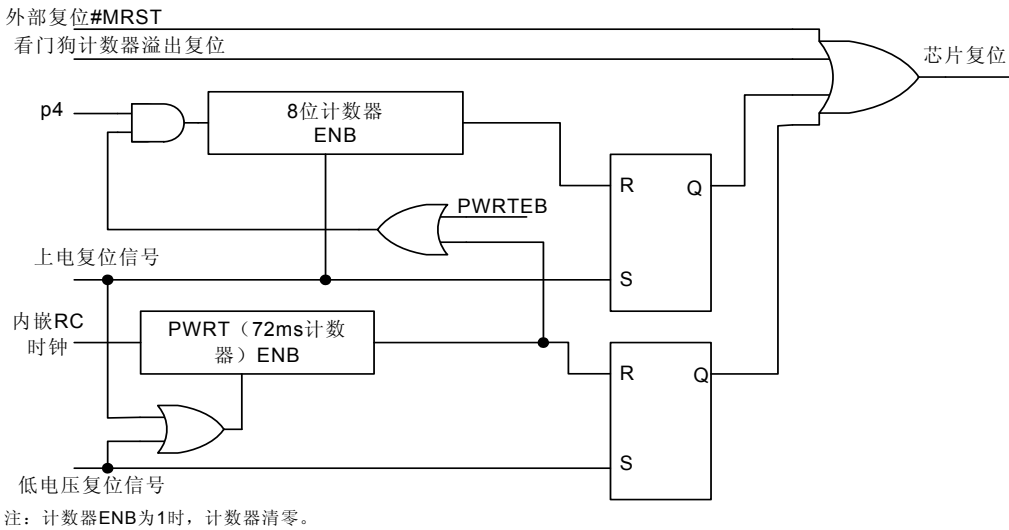 外部复位#MRST
看门狗计数器溢出复位
芯片复位
p4
8位计数器
ENB
R
Q
PWRTEB
上电复位信号
S
内嵌RC
时钟
PWRT（72ms计数
器）ENB
R
Q
S
低电压复位信号
注：计数器ENB为1时，计数器清零。